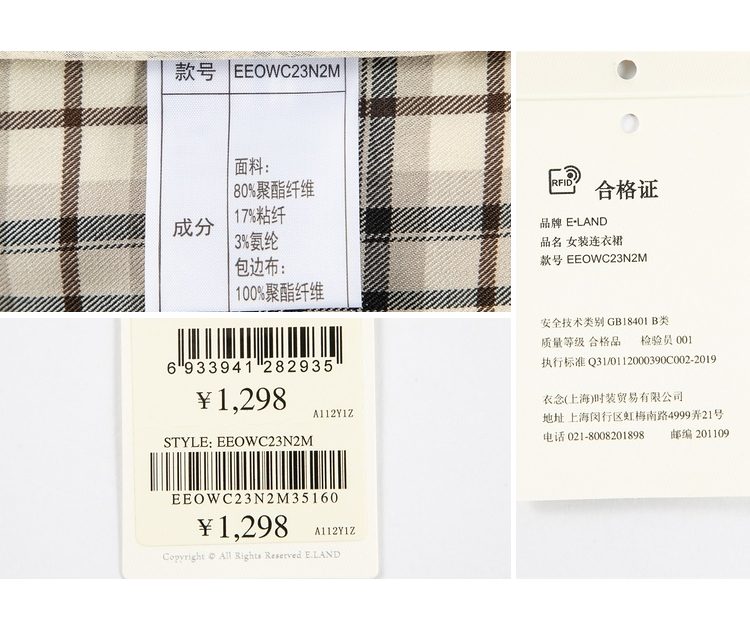 款号 EEOWC23N2M
成分
面料:
80%聚酯纤维
17%粘纤
3%氨纶
包边布:
100%聚酯纤维
6 933941 282935
¥1,298
A112Y1Z
STYLE: EEOWC23N2M
EEOWC23N2M35160
¥1,298
A112Y1Z
Copyright © All Rights Reserved E.LAND
RFID
合格证
品牌 E•LAND
品名 女装连衣裙
款号 EEOWC23N2M
安全技术类别 GB18401 B类
质量等级 合格品 检验员 001
执行标准 Q31/0112000390C002-2019
衣念(上海)时装贸易有限公司
地址 上海闵行区虹梅南路4999弄21号
电话 021-8008201898 邮编 201109